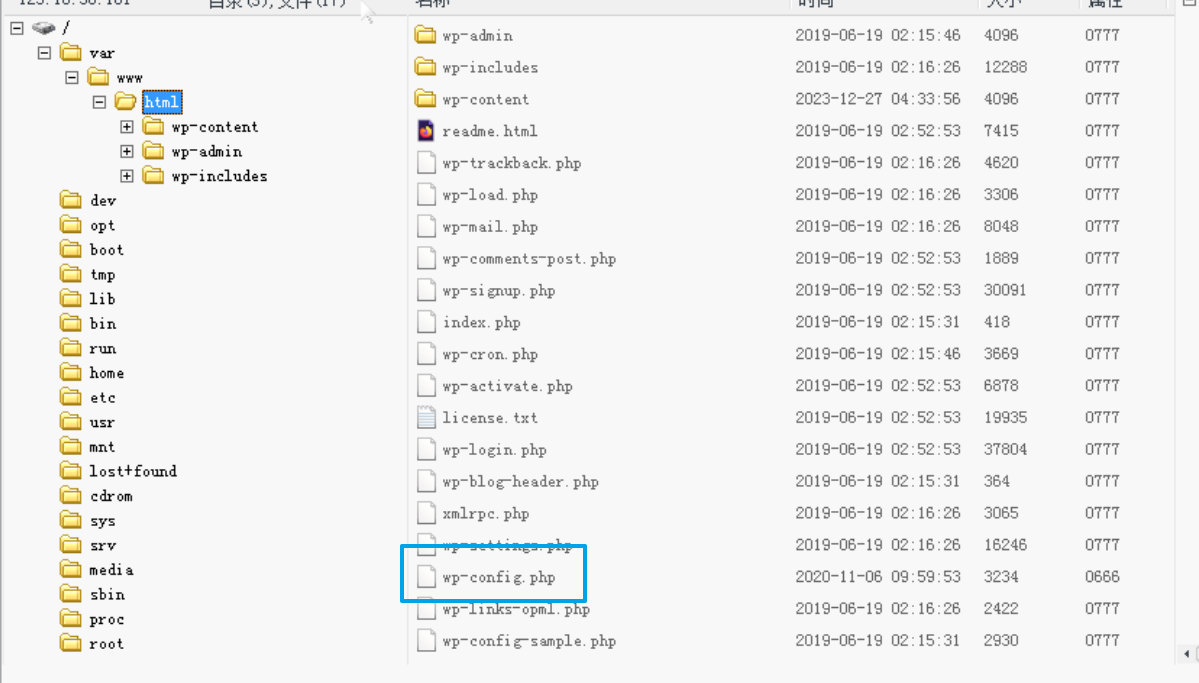 目录(3),文件(17)
名称 时间 大小 属性
/
var
www
html
wp-content
wp-admin
wp-includes
dev
opt
boot
tmp
lib
bin
run
home
etc
usr
mnt
lost+found
cdrom
sys
srv
media
sbin
proc
root
wp-admin 2019-06-19 02:15:46 4096 0777
wp-includes 2019-06-19 02:16:26 12288 0777
wp-content 2023-12-27 04:33:56 4096 0777
readme.html 2019-06-19 02:52:53 7415 0777
wp-trackback.php 2019-06-19 02:16:26 4620 0777
wp-load.php 2019-06-19 02:16:26 3306 0777
wp-mail.php 2019-06-19 02:16:26 8048 0777
wp-comments-post.php 2019-06-19 02:52:53 1889 0777
wp-signup.php 2019-06-19 02:52:53 30091 0777
index.php 2019-06-19 02:15:31 418 0777
wp-cron.php 2019-06-19 02:15:46 3669 0777
wp-activate.php 2019-06-19 02:52:53 6878 0777
license.txt 2019-06-19 02:52:53 19935 0777
wp-login.php 2019-06-19 02:52:53 37804 0777
wp-blog-header.php 2019-06-19 02:15:31 364 0777
xmlrpc.php 2019-06-19 02:16:26 3065 0777
wp-settings.php 2019-06-19 02:16:26 16246 0777
wp-config.php 2020-11-06 09:59:53 3234 0666
wp-links-opml.php 2019-06-19 02:16:26 2422 0777
wp-config-sample.php 2019-06-19 02:15:31 2930 0777